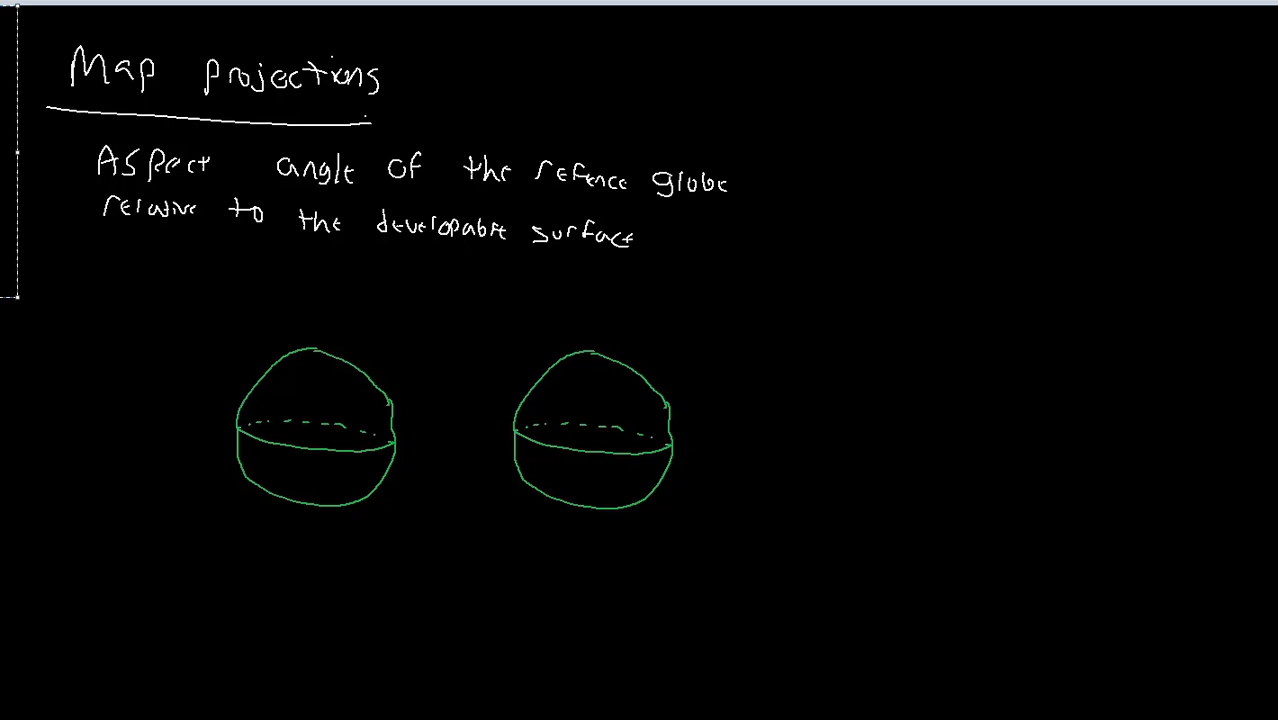 Map projections
Aspect angle of the refence globe
relative to the developable surface